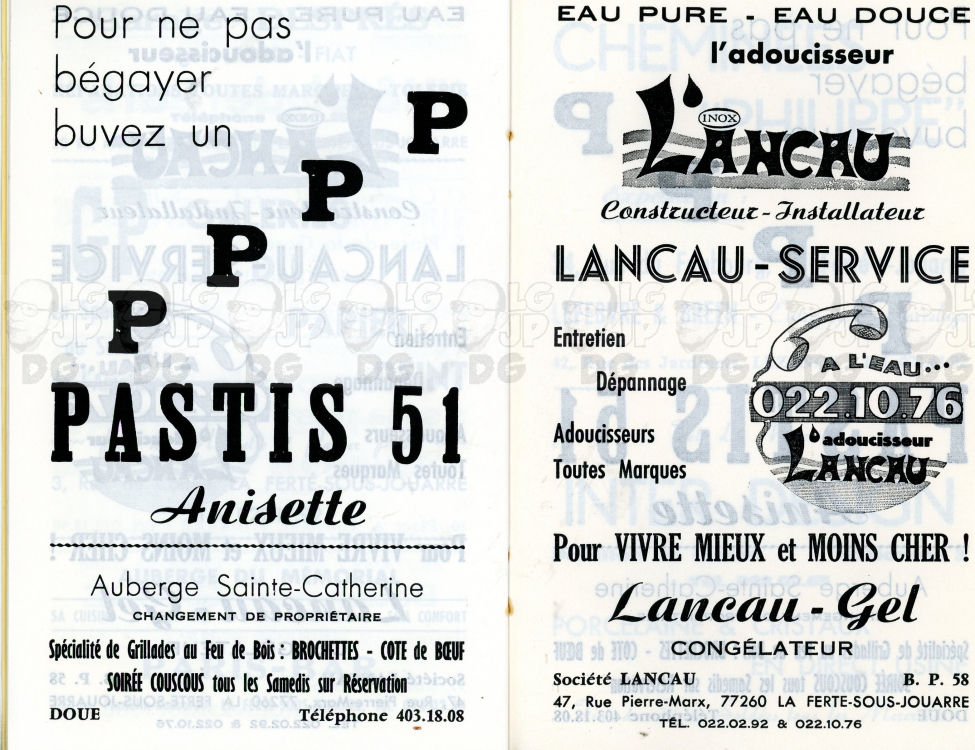 Pour ne pas
bégayer
buvez un
P
P
P
P
PASTIS 51
Anisette
Auberge Sainte-Catherine
CHANGEMENT DE PROPRIÉTAIRE
Spécialité de Grillades au Feu de Bois : BROCHETTES - COTE de BŒUF
SOIRÉE COUSCOUS tous les Samedis sur Réservation
DOUE Téléphone 403.18.08
EAU PURE - EAU DOUCE
l'adoucisseur
INOX
LANCAU
Constructeur - Installateur
LANCAU - SERVICE
Entretien
Dépannage
Adoucisseurs
Toutes Marques
A L'EAU...
022.10.76
l'adoucisseur
LANCAU
Pour VIVRE MIEUX et MOINS CHER !
Lancau - Gel
CONGÉLATEUR
Société LANCAU B. P. 58
47, Rue Pierre-Marx, 77260 LA FERTE-SOUS-JOUARRE
TÉL. 022.02.92 & 022.10.76
LG
JP
DG